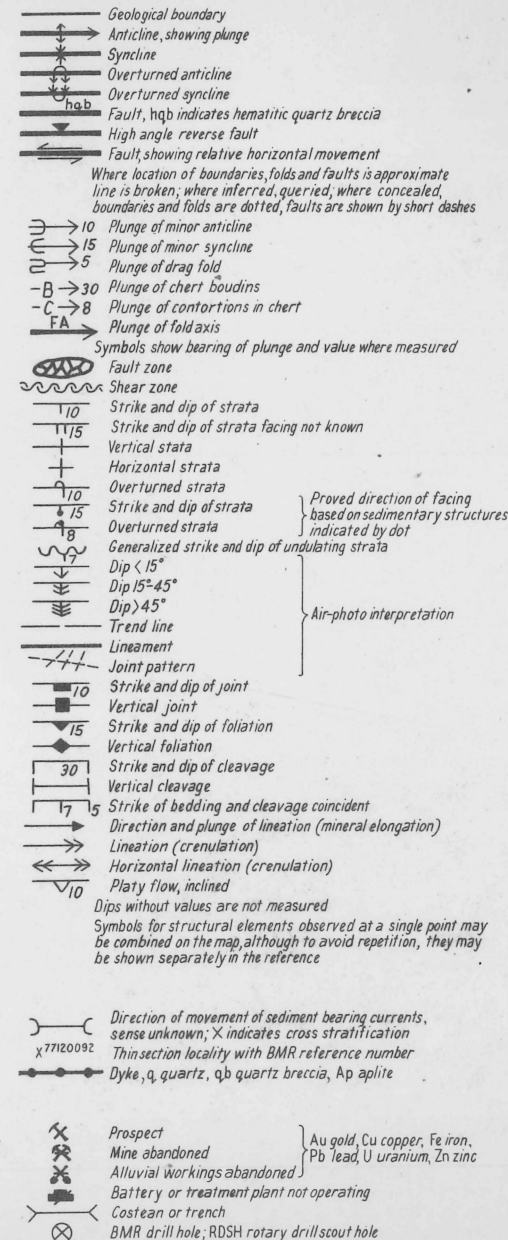 Geological boundary
Anticline, showing plunge
Syncline
Overturned anticline
Overturned syncline
hqb
Fault, hqb indicates hematitic quartz breccia
High angle reverse fault
Fault, showing relative horizontal movement
Where location of boundaries, folds and faults is approximate
line is broken; where inferred, queried; where concealed,
boundaries and folds are dotted, faults are shown by short dashes
10 Plunge of minor anticline
15 Plunge of minor syncline
5 Plunge of drag fold
-B→30 Plunge of chert boudins
-C→8 Plunge of contortions in chert
FA
Plunge of fold axis
Symbols show bearing of plunge and value where measured
Fault zone
Shear zone
10 Strike and dip of strata
15 Strike and dip of strata facing not known
Vertical stata
Horizontal strata
10 Overturned strata
15 Strike and dip of strata
8 Overturned strata
Proved direction of facing
based on sedimentary structures
indicated by dot
7 Generalized strike and dip of undulating strata
Dip < 15°
Dip 15°-45°
Dip > 45°
Trend line
Lineament
Joint pattern
Air-photo interpretation
10 Strike and dip of joint
Vertical joint
15 Strike and dip of foliation
Vertical foliation
30 Strike and dip of cleavage
Vertical cleavage
7 5 Strike of bedding and cleavage coincident
Direction and plunge of lineation (mineral elongation)
Lineation (crenulation)
Horizontal lineation (crenulation)
10 Platy flow, inclined
Dips without values are not measured
Symbols for structural elements observed at a single point may
be combined on the map, although to avoid repetition, they may
be shown separately in the reference
Direction of movement of sediment bearing currents,
sense unknown; X indicates cross stratification
x77120092 Thin section locality with BMR reference number
Dyke, q quartz, qb quartz breccia, Ap aplite
Prospect
Mine abandoned
Alluvial workings abandoned
Au gold, Cu copper, Fe iron,
Pb lead, U uranium, Zn zinc
Battery or treatment plant not operating
Costean or trench
BMR drill hole; RDSH rotary drill scout hole